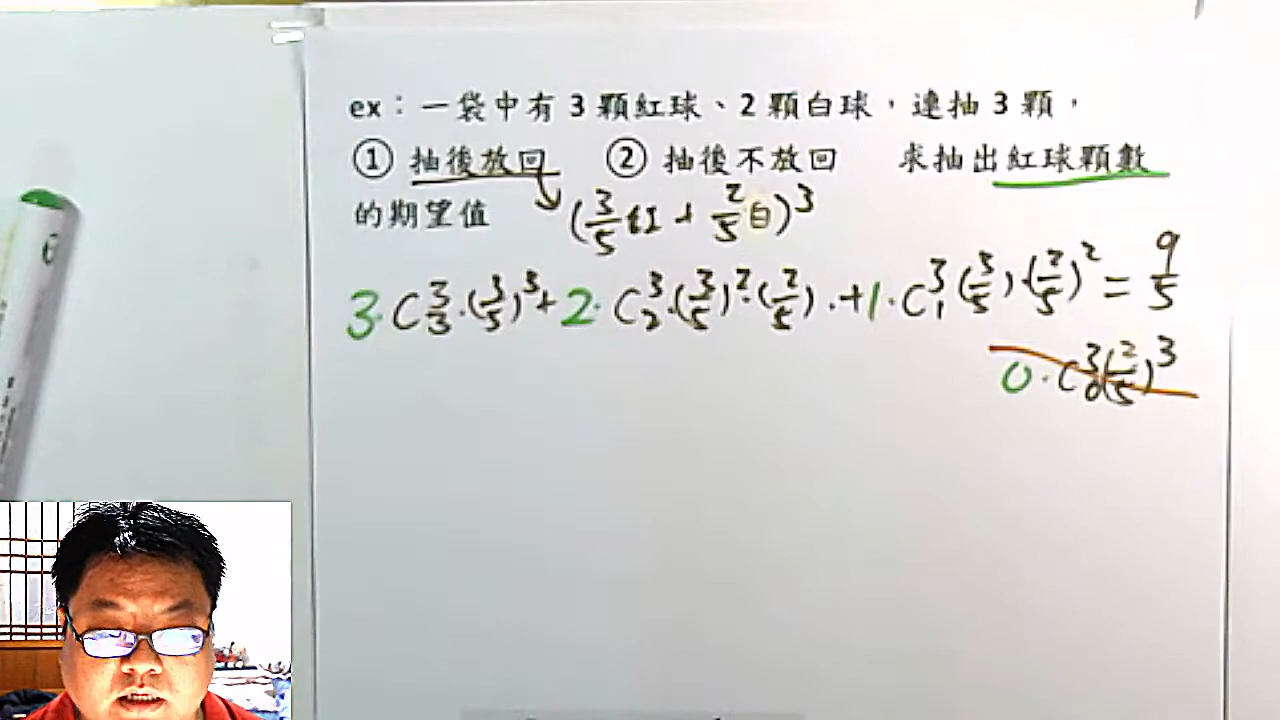 ex：一袋中有 3 顆紅球、2 顆白球，連抽 3 顆，
① 抽後放回 ② 抽後不放回 求抽出紅球顆數
的期望值 (3/5 紅 + 2/5 白)³
3·C³₃·(3/5)³+2·C³₂·(3/5)²·(2/5)·+1·C³₁(3/5)·(2/5)²=9/5
0·C³₀(2/5)³